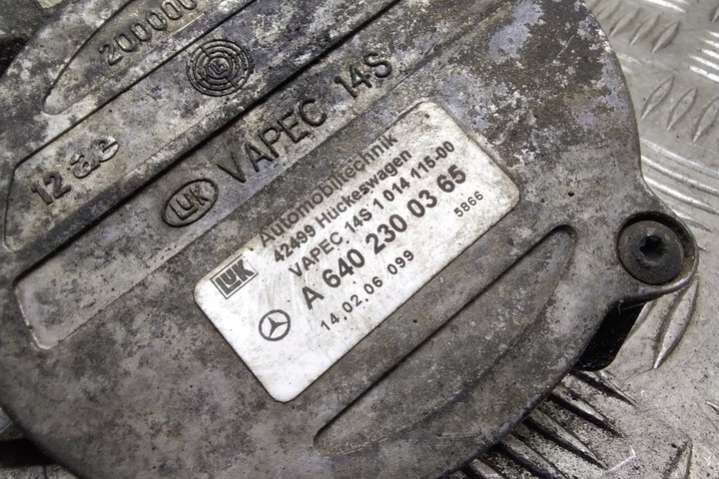 200000
12
VAPEC 14S
LUK
LUK
Automobiltechnik
42499 Hückeswagen
VAPEC 14S 1 014 115-00
A 640 230 03 65
14.02.06 099
5866